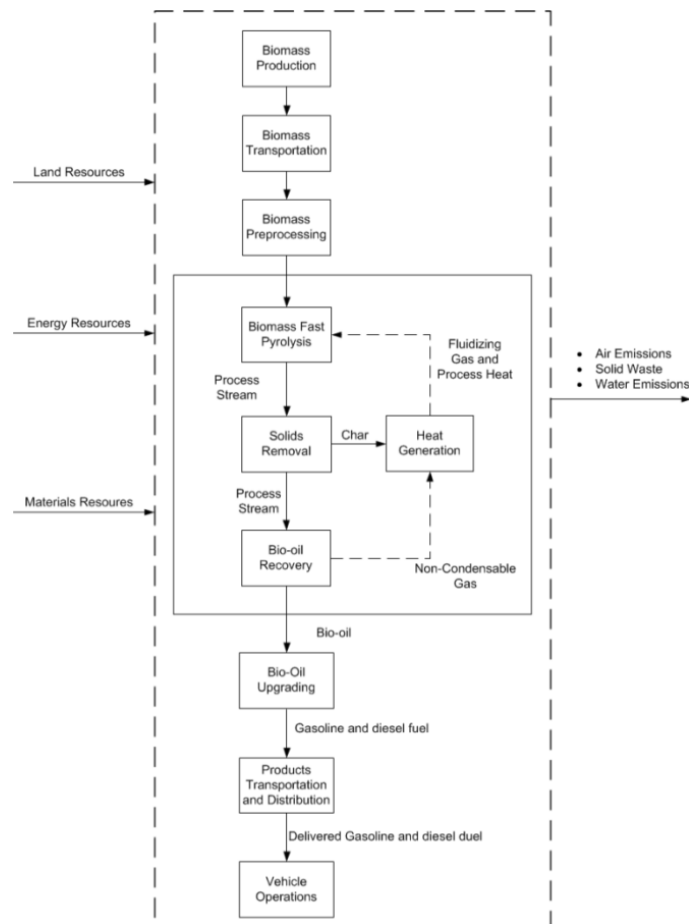 Biomass
Production
Biomass
Transportation
Land Resources
Biomass
Preprocessing
Energy Resources
Biomass Fast
Pyrolysis
Fluidizing
Gas and
Process Heat
• Air Emissions
• Solid Waste
• Water Emissions
Process
Stream
Solids
Removal
Char
Heat
Generation
Materials Resoures
Process
Stream
Bio-oil
Recovery
Non-Condensable
Gas
Bio-oil
Bio-Oil
Upgrading
Gasoline and diesel fuel
Products
Transportation
and Distribution
Delivered Gasoline and diesel duel
Vehicle
Operations